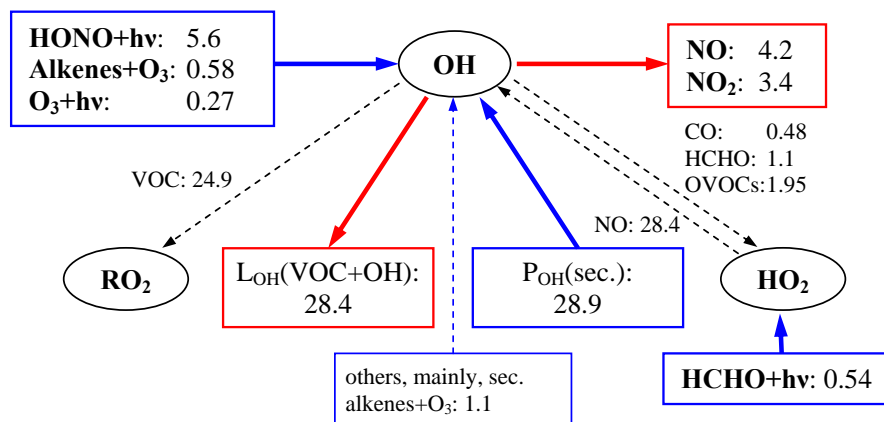 HONO+hν: 5.6
Alkenes+O₃: 0.58
O₃+hν: 0.27
OH
NO: 4.2
NO₂: 3.4
CO: 0.48
HCHO: 1.1
OVOCs:1.95
VOC: 24.9
NO: 28.4
RO₂
L_OH(VOC+OH):
28.4
P_OH(sec.):
28.9
HO₂
others, mainly, sec.
alkenes+O₃: 1.1
HCHO+hν: 0.54